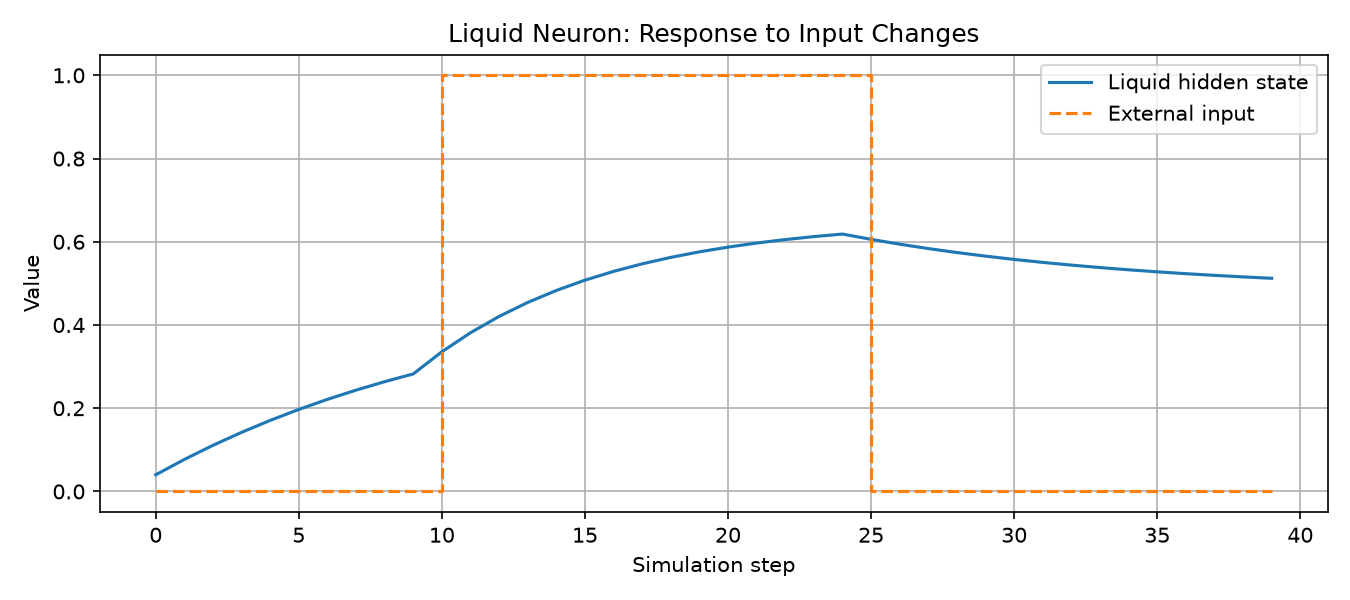 Liquid Neuron: Response to Input Changes
Liquid hidden state
External input
1.0
0.8
0.6
0.4
0.2
0.0
Value
0 5 10 15 20 25 30 35 40
Simulation step